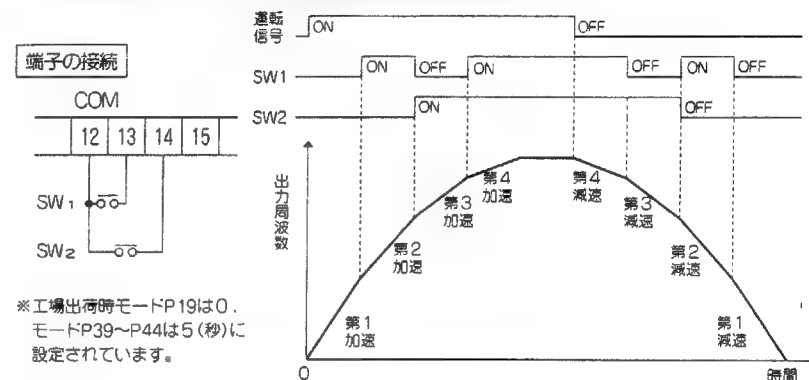 端子の接続
COM
12 13 14 15
SW1
SW2
※工場出荷時モードP19は0、
モードP39～P44は5(秒)に
設定されています。
運転
信号
ON
OFF
SW1
ON
OFF
ON
OFF
ON
OFF
SW2
ON
OFF
出力周波数
第1
加速
第2
加速
第3
加速
第4
加速
第4
減速
第3
減速
第2
減速
第1
減速
0
時間